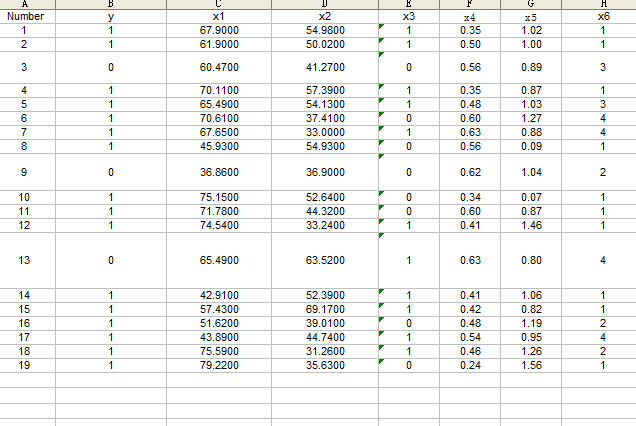 A B C D E F G H
Number y x1 x2 x3 x4 x5 x6
1 1 67.9000 54.9800 1 0.35 1.02 1
2 1 61.9000 50.0200 1 0.50 1.00 1
3 0 60.4700 41.2700 0 0.56 0.89 3
4 1 70.1100 57.3900 1 0.35 0.87 1
5 1 65.4900 54.1300 1 0.48 1.03 3
6 1 70.6100 37.4100 0 0.60 1.27 4
7 1 67.6500 33.0000 1 0.63 0.88 4
8 1 45.9300 54.9300 0 0.56 0.09 1
9 0 36.8600 36.9000 0 0.62 1.04 2
10 1 75.1500 52.6400 0 0.34 0.07 1
11 1 71.7800 44.3200 0 0.60 0.87 1
12 1 74.5400 33.2400 1 0.41 1.46 1
13 0 65.4900 63.5200 1 0.63 0.80 4
14 1 42.9100 52.3900 1 0.41 1.06 1
15 1 57.4300 69.1700 1 0.42 0.82 1
16 1 51.6200 39.0100 0 0.48 1.19 2
17 1 43.8900 44.7400 1 0.54 0.95 4
18 1 75.5900 31.2600 1 0.46 1.26 2
19 1 79.2200 35.6300 0 0.24 1.56 1